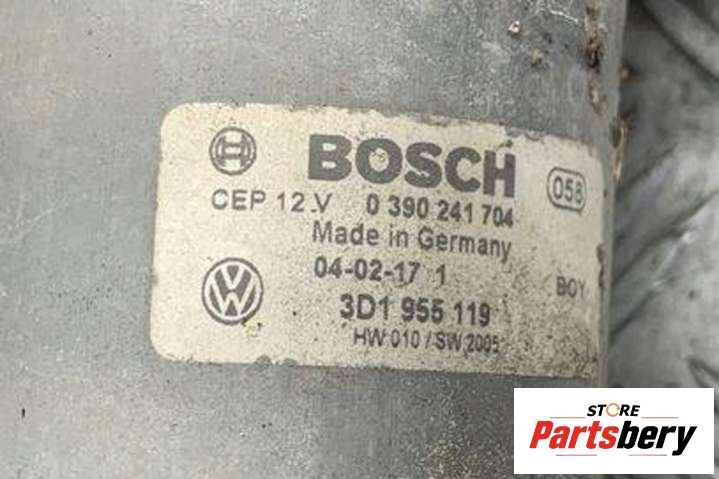 BOSCH
CEP 12 V 0 390 241 704
058
Made in Germany
04-02-17 1
BOY
VW
3D1 955 119
HW 010 / SW 2005
STORE
Partsbery